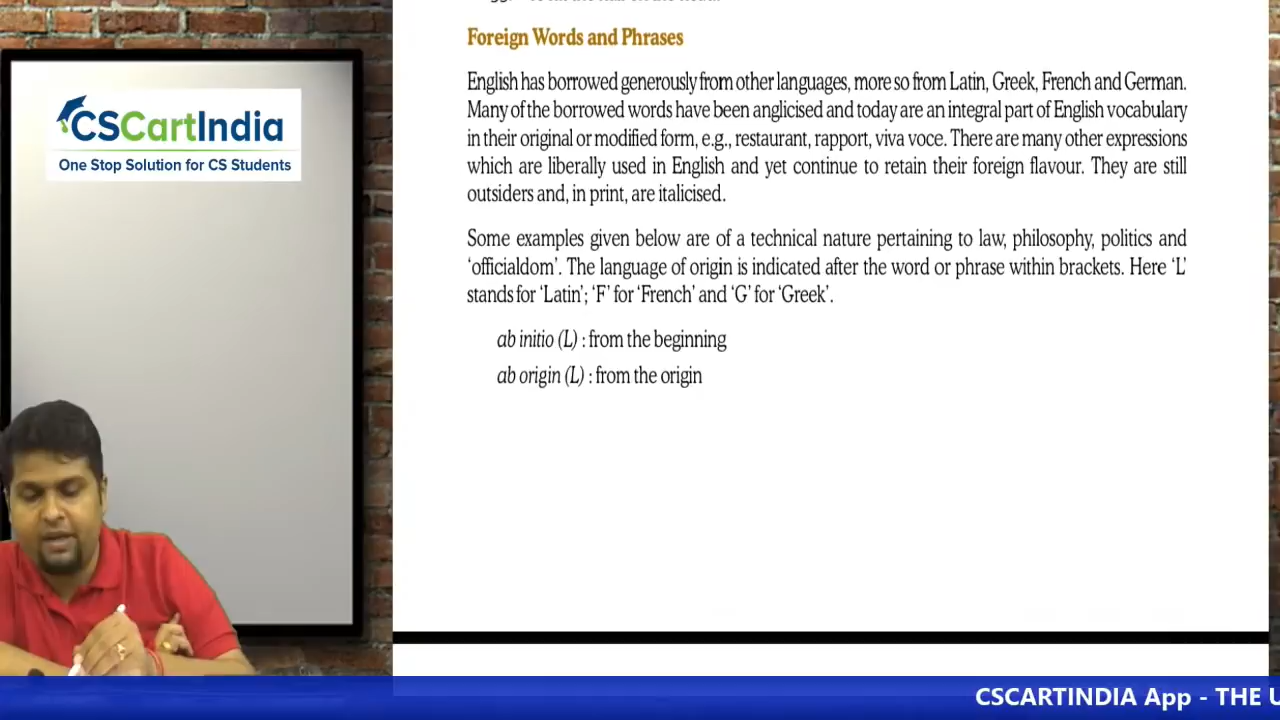 CSCartIndia
One Stop Solution for CS Students
Foreign Words and Phrases
English has borrowed generously from other languages, more so from Latin, Greek, French and German.
Many of the borrowed words have been anglicised and today are an integral part of English vocabulary
in their original or modified form, e.g., restaurant, rapport, viva voce. There are many other expressions
which are liberally used in English and yet continue to retain their foreign flavour. They are still
outsiders and, in print, are italicised.
Some examples given below are of a technical nature pertaining to law, philosophy, politics and
‘officialdom’. The language of origin is indicated after the word or phrase within brackets. Here ‘L’
stands for ‘Latin’; ‘F’ for ‘French’ and ‘G’ for ‘Greek’.
ab initio (L) : from the beginning
ab origin (L) : from the origin
CSCARTINDIA App - THE U